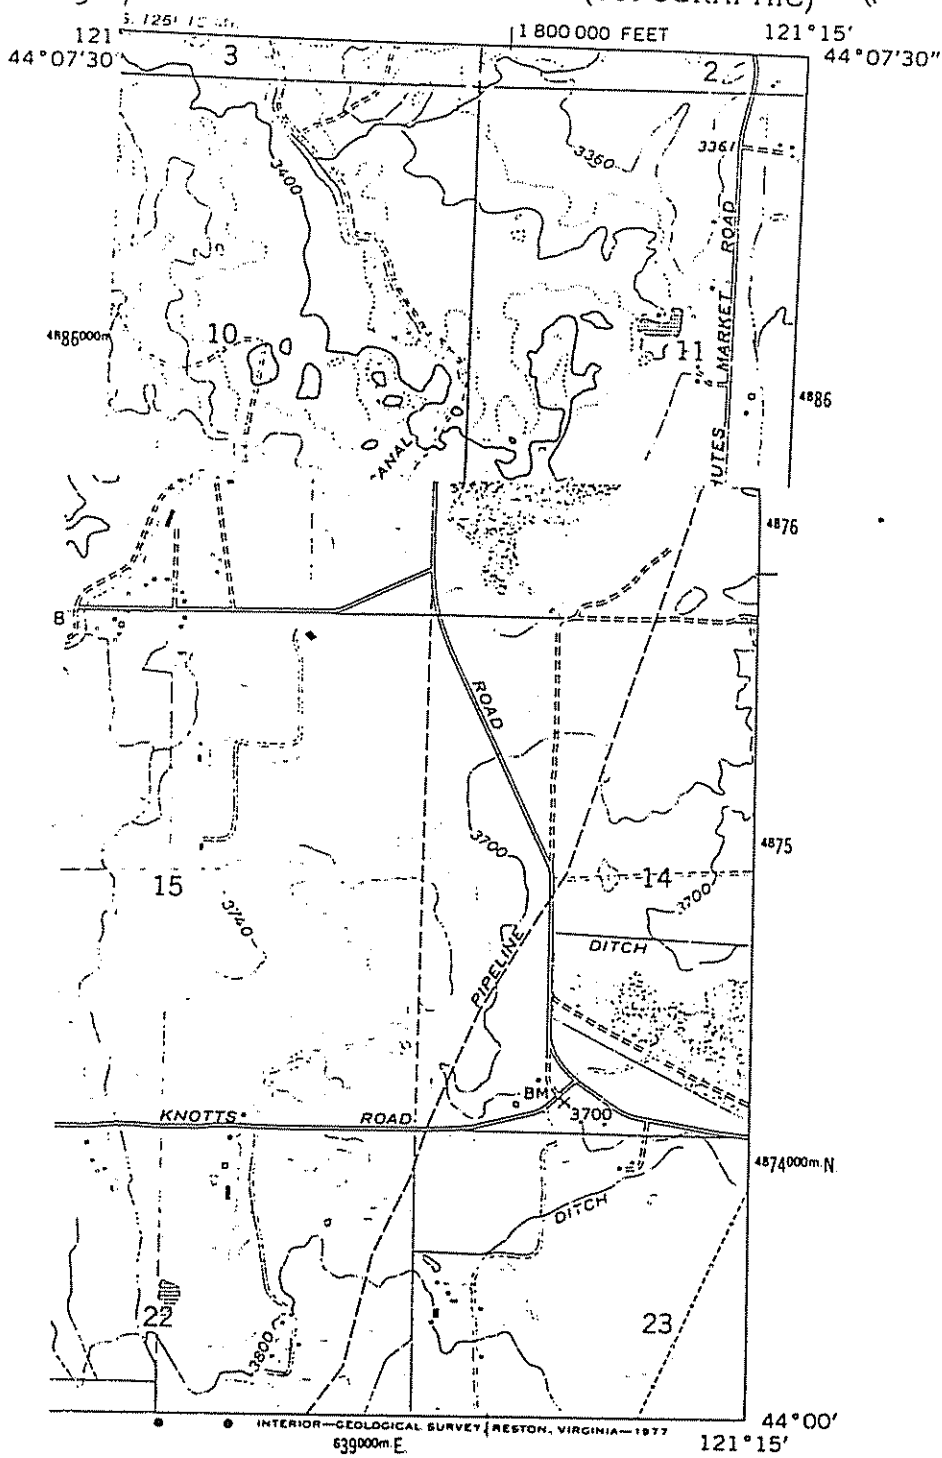 1 800 000 FEET
121°15'
121
44°07'30"
44°07'30"
3
2
3361
3360
3400
MARKET ROAD
4886000m
10
11
4886
ANAL
UTES
4876
B
ROAD
3700
4875
15
14
3700
3740
DITCH
PIPELINE
BM
3700
KNOTTS ROAD
4874000m N
DITCH
22
23
3800
INTERIOR—GEOLOGICAL SURVEY, RESTON, VIRGINIA—1977
44°00'
639000m E.
121°15'